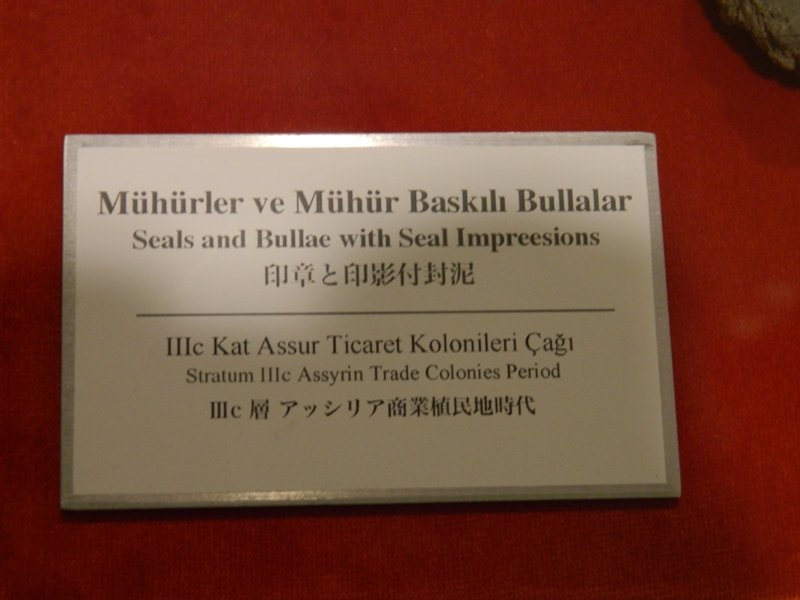 Mühürler ve Mühür Baskılı Bullalar
Seals and Bullae with Seal Impreesions
印章と印影付封泥
IIIc Kat Assur Ticaret Kolonileri Çağı
Stratum IIIc Assyrin Trade Colonies Period
Ⅲc 層 アッシリア商業植民地時代